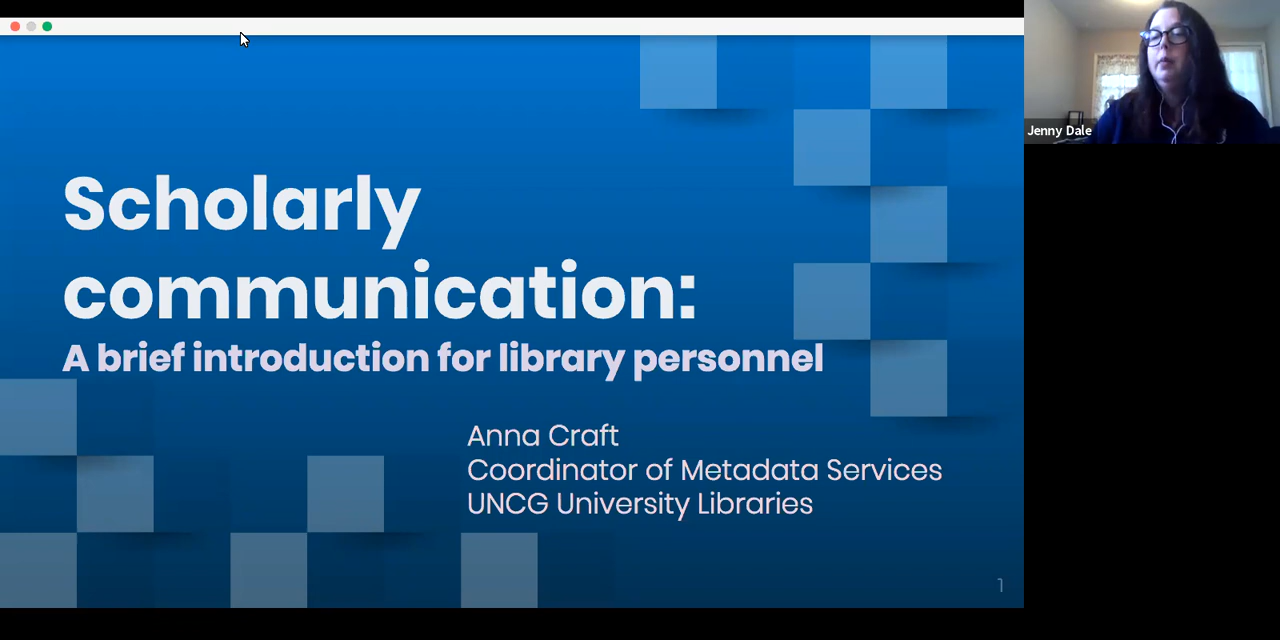 Scholarly
communication:
A brief introduction for library personnel
Anna Craft
Coordinator of Metadata Services
UNCG University Libraries
1
Jenny Dale